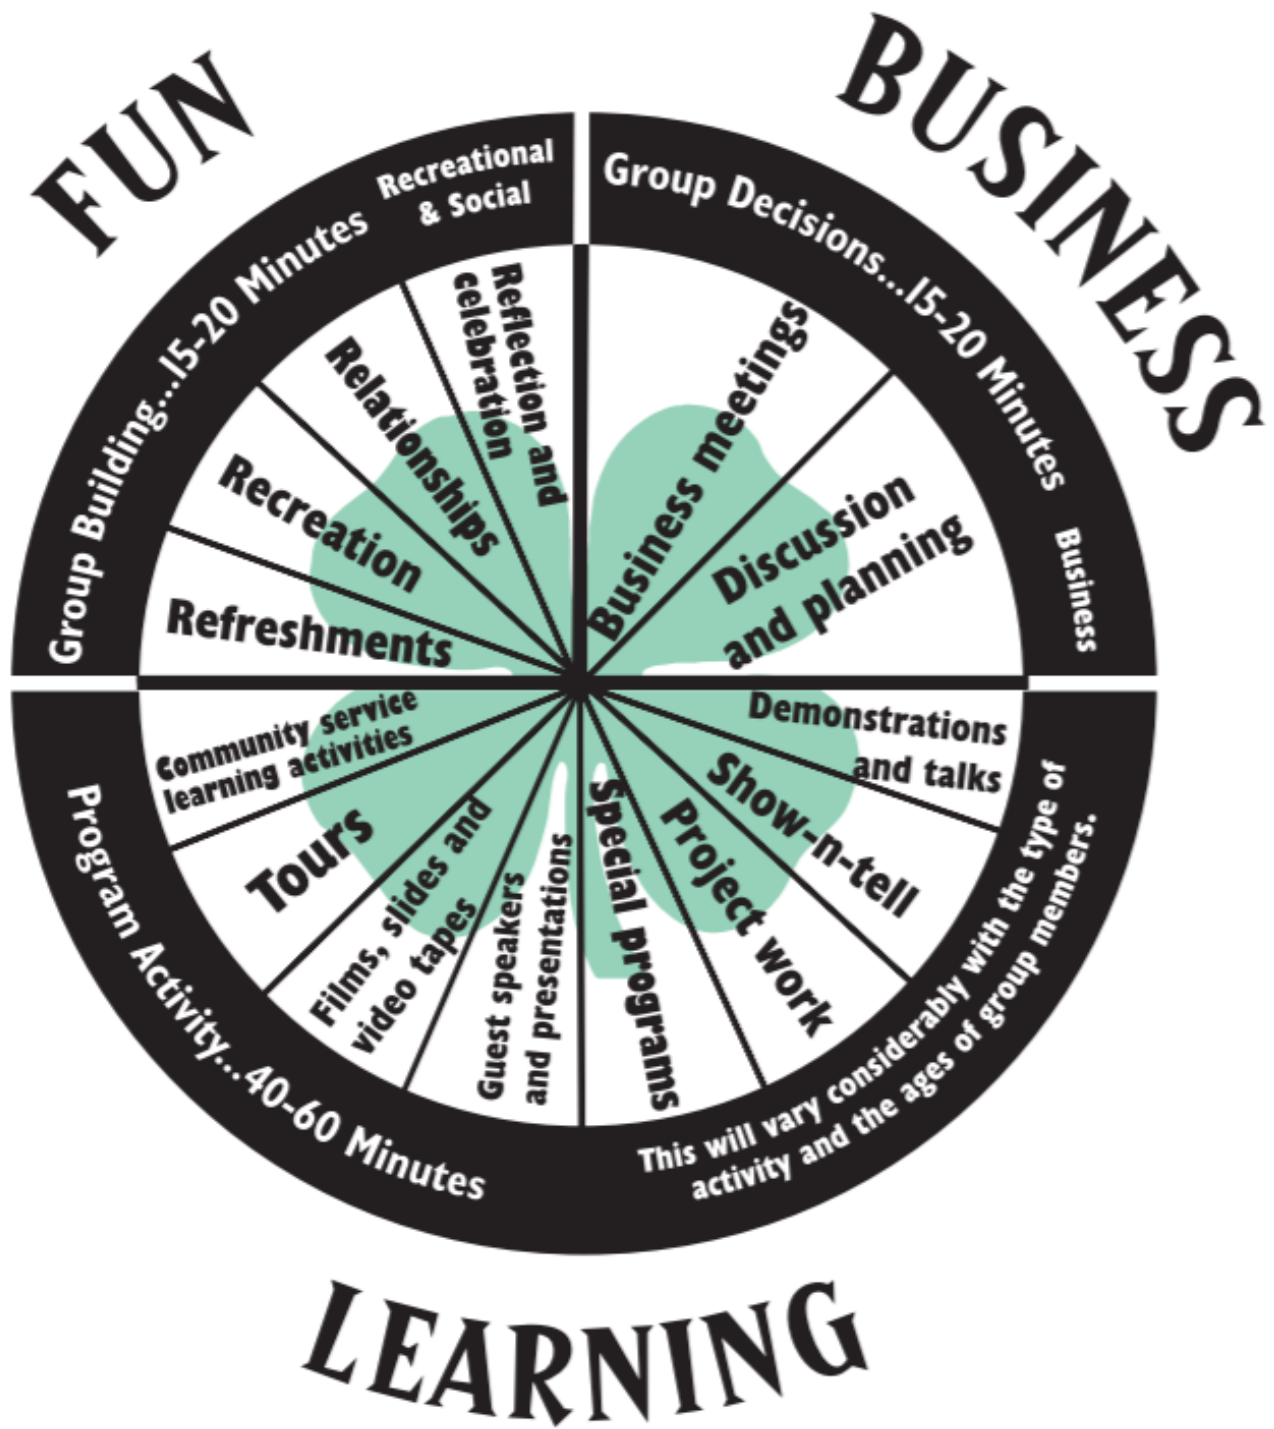 FUN
BUSINESS
Group Building...15-20 Minutes
Recreational
& Social
Group Decisions...15-20 Minutes
Business
Refreshments
Recreation
Relationships
Reflection and
celebration
Business meetings
Discussion
and planning
Demonstrations
and talks
Show-n-tell
Project work
Special programs
Guest speakers
and presentations
Films, slides and
video tapes
Tours
Community service
learning activities
Program Activity...40-60 Minutes
This will vary considerably with the type of
activity and the ages of group members.
LEARNING